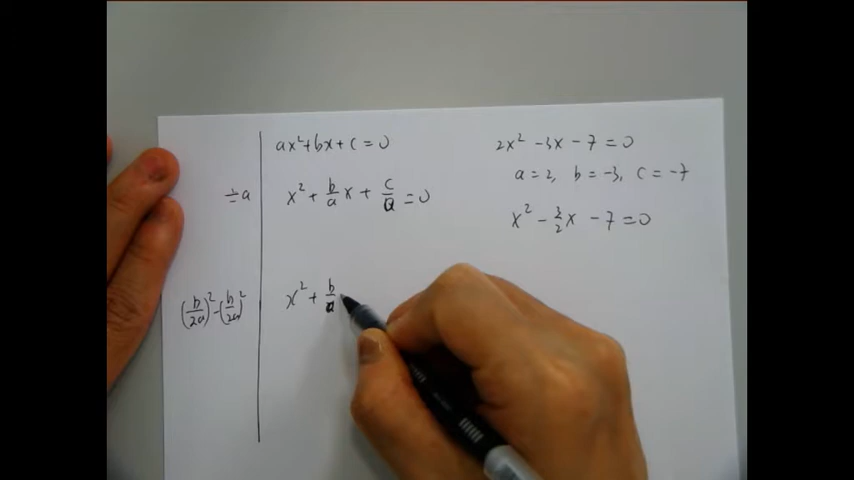 ax²+bx+c=0
÷a x²+b/a x+c/a=0
(b/2a)²-(b/2a)² x²+b/a
2x²-3x-7=0
a=2, b=-3, c=-7
x²-3/2x-7=0